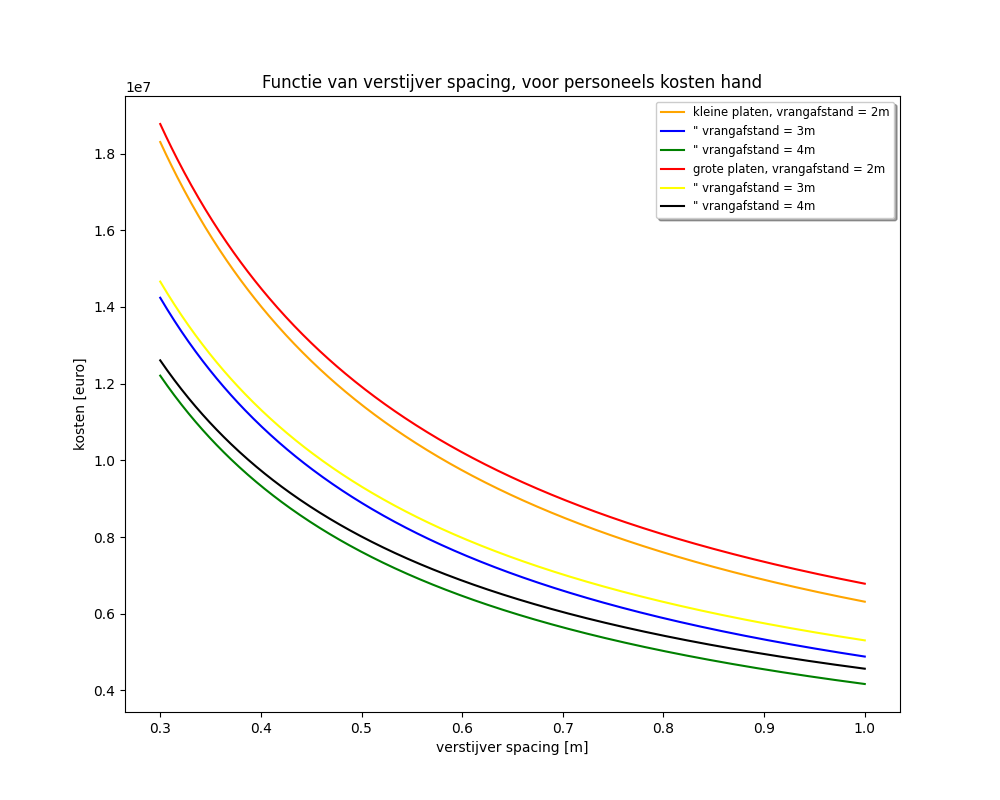 Functie van verstijver spacing, voor personeels kosten hand
1e7
kleine platen, vrangafstand = 2m
" vrangafstand = 3m
" vrangafstand = 4m
grote platen, vrangafstand = 2m
" vrangafstand = 3m
" vrangafstand = 4m
1.8
1.6
1.4
1.2
1.0
0.8
0.6
0.4
kosten [euro]
0.3 0.4 0.5 0.6 0.7 0.8 0.9 1.0
verstijver spacing [m]